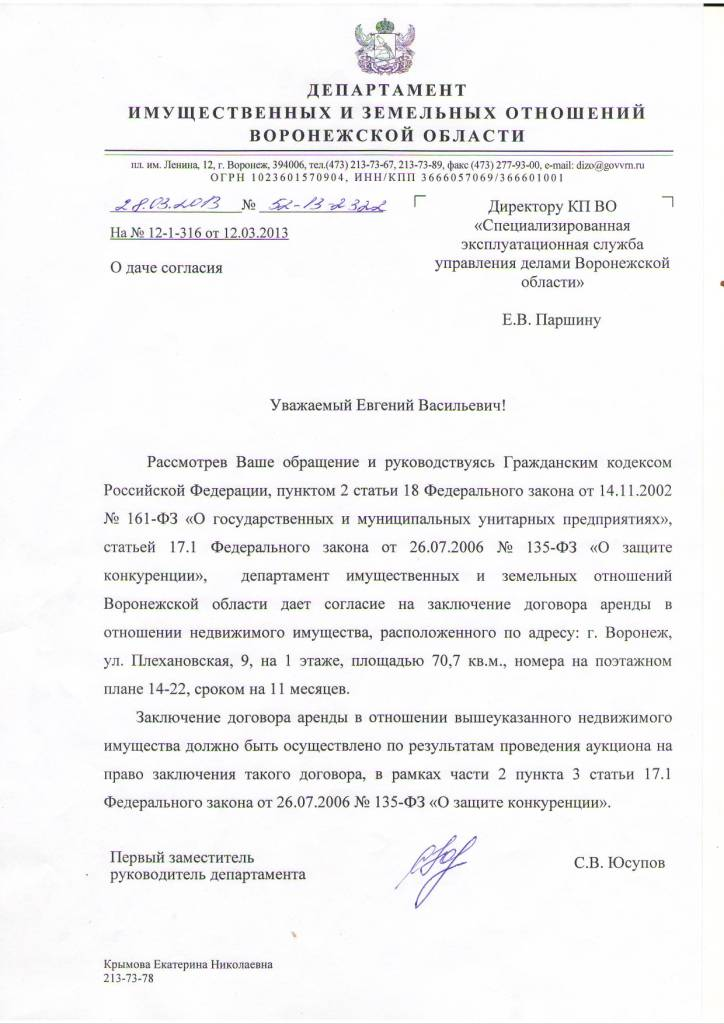 ДЕПАРТАМЕНТ
ИМУЩЕСТВЕННЫХ И ЗЕМЕЛЬНЫХ ОТНОШЕНИЙ
ВОРОНЕЖСКОЙ ОБЛАСТИ
пл. им. Ленина, 12, г. Воронеж, 394006, тел.(473) 213-73-67, 213-73-89, факс (473) 277-93-00, e-mail: dizo@govvrn.ru
ОГРН 1023601570904, ИНН/КПП 3666057069/366601001
28.03.2013 № 52-13-2322
На № 12-1-316 от 12.03.2013
О даче согласия
Директору КП ВО
«Специализированная
эксплуатационная служба
управления делами Воронежской
области»
Е.В. Паршину
Уважаемый Евгений Васильевич!
Рассмотрев Ваше обращение и руководствуясь Гражданским кодексом
Российской Федерации, пунктом 2 статьи 18 Федерального закона от 14.11.2002
№ 161-ФЗ «О государственных и муниципальных унитарных предприятиях»,
статьей 17.1 Федерального закона от 26.07.2006 № 135-ФЗ «О защите
конкуренции», департамент имущественных и земельных отношений
Воронежской области дает согласие на заключение договора аренды в
отношении недвижимого имущества, расположенного по адресу: г. Воронеж,
ул. Плехановская, 9, на 1 этаже, площадью 70,7 кв.м., номера на поэтажном
плане 14-22, сроком на 11 месяцев.
Заключение договора аренды в отношении вышеуказанного недвижимого
имущества должно быть осуществлено по результатам проведения аукциона на
право заключения такого договора, в рамках части 2 пункта 3 статьи 17.1
Федерального закона от 26.07.2006 № 135-ФЗ «О защите конкуренции».
Первый заместитель
руководитель департамента
С.В. Юсупов
Крымова Екатерина Николаевна
213-73-78